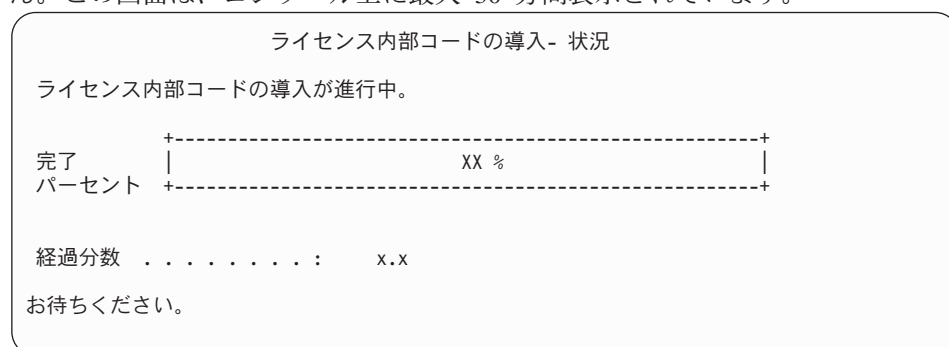 ん。この画面は、コンソール上に最大 30 分間表示されています。
ライセンス内部コードの導入- 状況
ライセンス内部コードの導入が進行中。
+------------------------------------------------------+
完了 | XX % |
パーセント +------------------------------------------------------+
経過分数 . . . . . . . . : x.x
お待ちください。